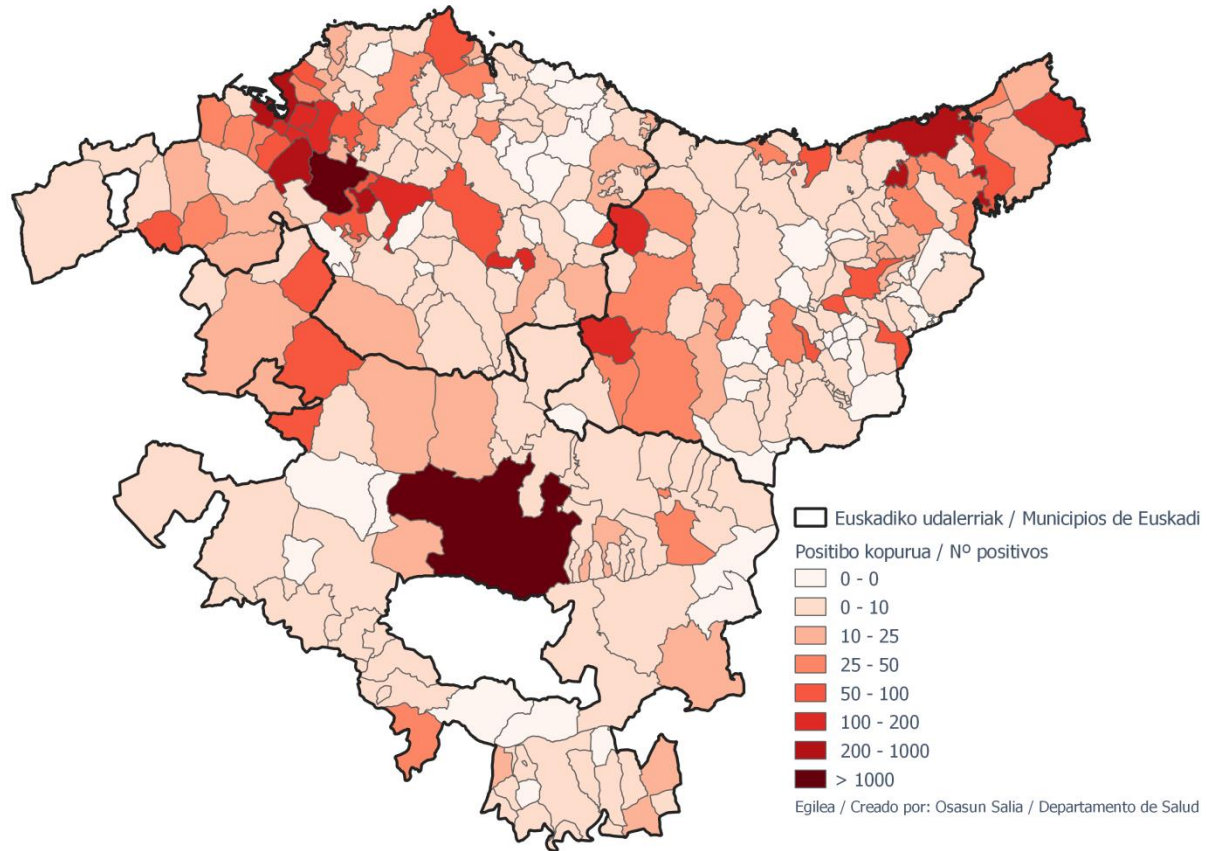 Euskadiko udalerriak / Municipios de Euskadi
Positibo kopurua / Nº positivos
0 - 0
0 - 10
10 - 25
25 - 50
50 - 100
100 - 200
200 - 1000
> 1000
Egilea / Creado por: Osasun Salia / Departamento de Salud